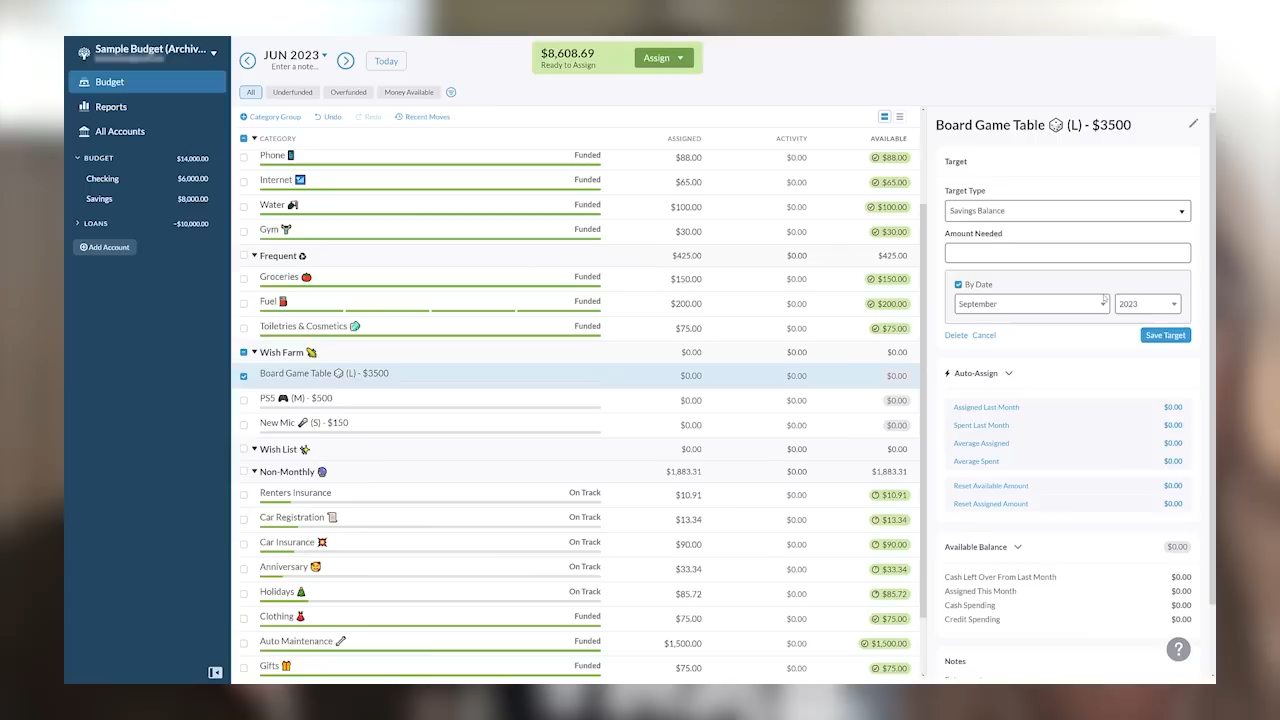 Sample Budget (Archiv...
JUN 2023
Enter a note...
Today
$8,608.69
Ready to Assign
Assign
Budget
Reports
All Accounts
BUDGET $14,000.00
Checking $6,000.00
Savings $8,000.00
LOANS -$10,000.00
Add Account
All Underfunded Overfunded Money Available
Category Group Undo Redo Recent Moves
CATEGORY ASSIGNED ACTIVITY AVAILABLE
Phone Funded $88.00 $0.00 $88.00
Internet Funded $65.00 $0.00 $65.00
Water Funded $100.00 $0.00 $100.00
Gym Funded $30.00 $0.00 $30.00
Frequent $425.00 $0.00 $425.00
Groceries Funded $150.00 $0.00 $150.00
Fuel Funded $200.00 $0.00 $200.00
Toiletries & Cosmetics Funded $75.00 $0.00 $75.00
Wish Farm $0.00 $0.00 $0.00
Board Game Table (L) - $3500 $0.00 $0.00 $0.00
PS5 (M) - $500 $0.00 $0.00 $0.00
New Mic (S) - $150 $0.00 $0.00 $0.00
Wish List $0.00 $0.00 $0.00
Non-Monthly $1,883.31 $0.00 $1,883.31
Renters Insurance On Track $10.91 $0.00 $10.91
Car Registration On Track $13.34 $0.00 $13.34
Car Insurance On Track $90.00 $0.00 $90.00
Anniversary On Track $33.34 $0.00 $33.34
Holidays On Track $85.72 $0.00 $85.72
Clothing Funded $75.00 $0.00 $75.00
Auto Maintenance Funded $1,500.00 $0.00 $1,500.00
Gifts Funded $75.00 $0.00 $75.00
Board Game Table (L) - $3500
Target
Target Type
Savings Balance
Amount Needed
By Date
September 2023
Delete Cancel Save Target
Auto-Assign
Assigned Last Month $0.00
Spent Last Month $0.00
Average Assigned $0.00
Average Spent $0.00
Reset Available Amount $0.00
Reset Assigned Amount $0.00
Available Balance $0.00
Cash Left Over From Last Month $0.00
Assigned This Month $0.00
Cash Spending $0.00
Credit Spending $0.00
Notes
?